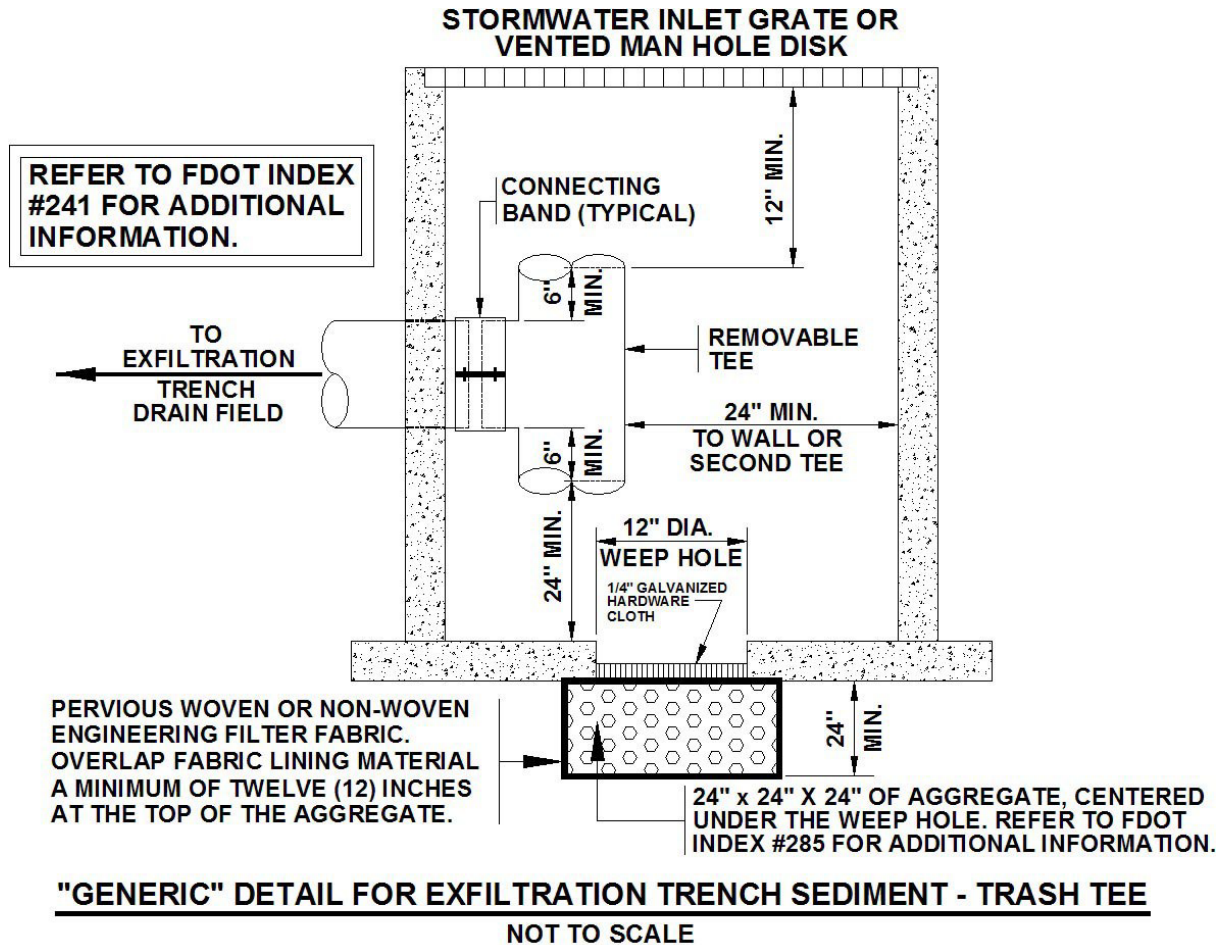 STORMWATER INLET GRATE OR
VENTED MAN HOLE DISK
REFER TO FDOT INDEX
#241 FOR ADDITIONAL
INFORMATION.
CONNECTING
BAND (TYPICAL)
12" MIN.
6"
MIN.
TO
EXFILTRATION
TRENCH
DRAIN FIELD
REMOVABLE
TEE
24" MIN.
TO WALL OR
SECOND TEE
6"
MIN.
24" MIN.
12" DIA.
WEEP HOLE
1/4" GALVANIZED
HARDWARE
CLOTH
PERVIOUS WOVEN OR NON-WOVEN
ENGINEERING FILTER FABRIC.
OVERLAP FABRIC LINING MATERIAL
A MINIMUM OF TWELVE (12) INCHES
AT THE TOP OF THE AGGREGATE.
24"
MIN.
24" x 24" X 24" OF AGGREGATE, CENTERED
UNDER THE WEEP HOLE. REFER TO FDOT
INDEX #285 FOR ADDITIONAL INFORMATION.
"GENERIC" DETAIL FOR EXFILTRATION TRENCH SEDIMENT - TRASH TEE
NOT TO SCALE